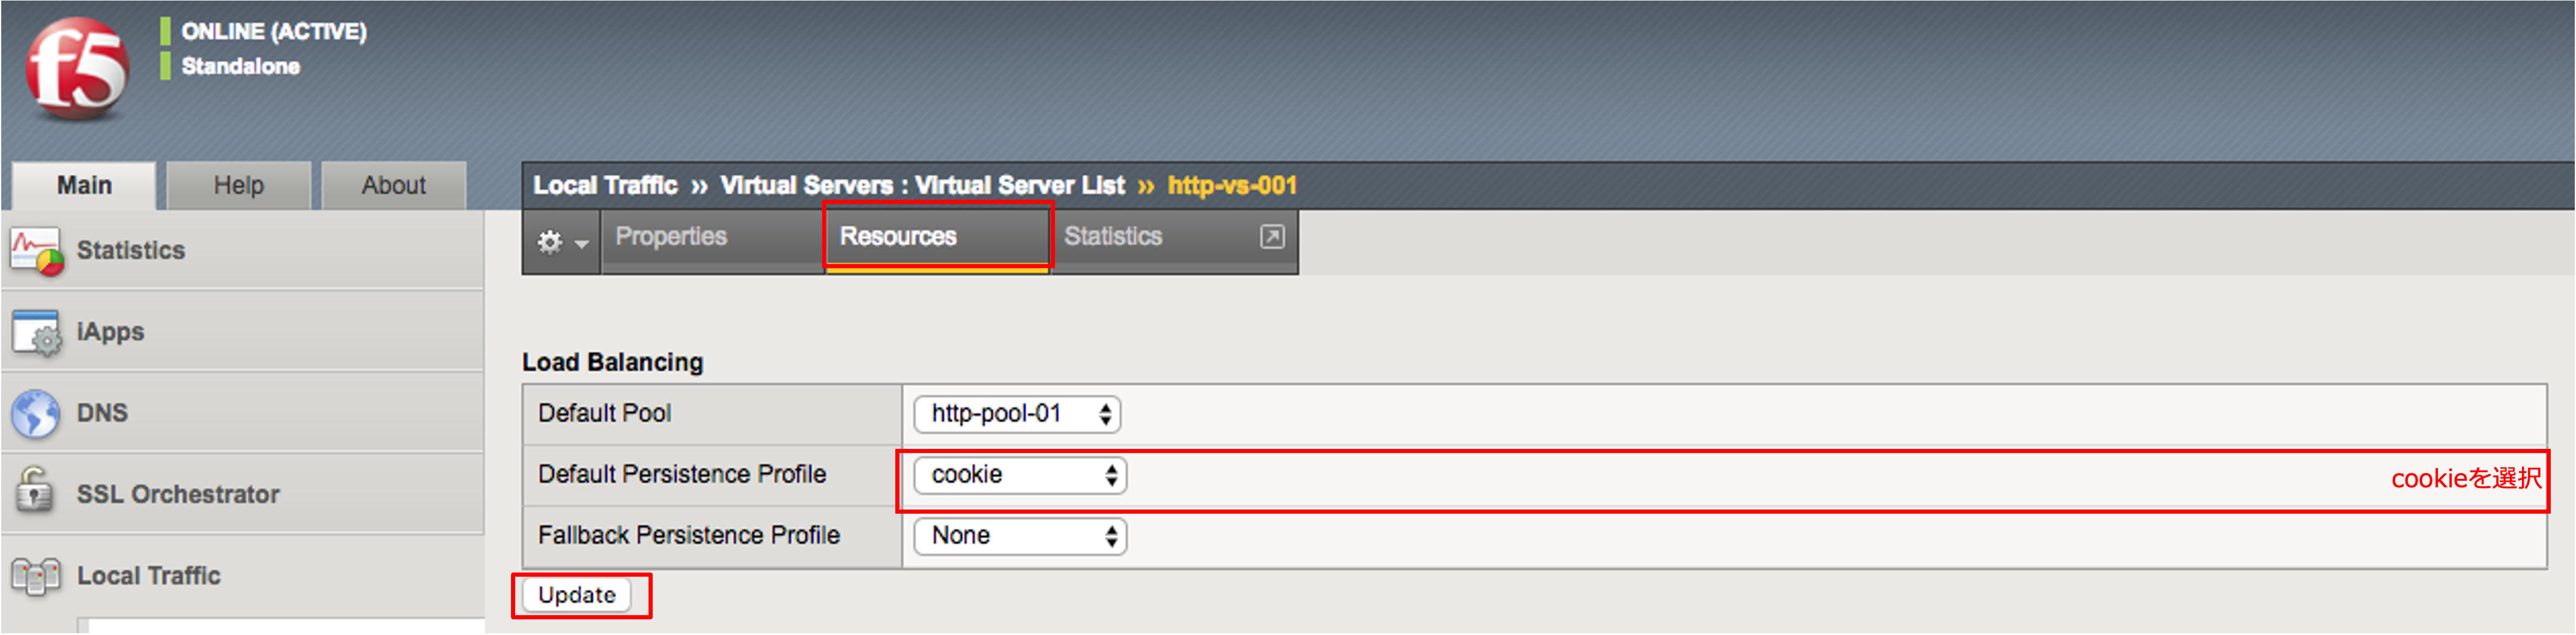 f5
ONLINE (ACTIVE)
Standalone
Main Help About
Local Traffic ›› Virtual Servers : Virtual Server List ›› http-vs-001
Properties Resources Statistics
Statistics
iApps
DNS
SSL Orchestrator
Local Traffic
Load Balancing
Default Pool http-pool-01
Default Persistence Profile cookie cookieを選択
Fallback Persistence Profile None
Update